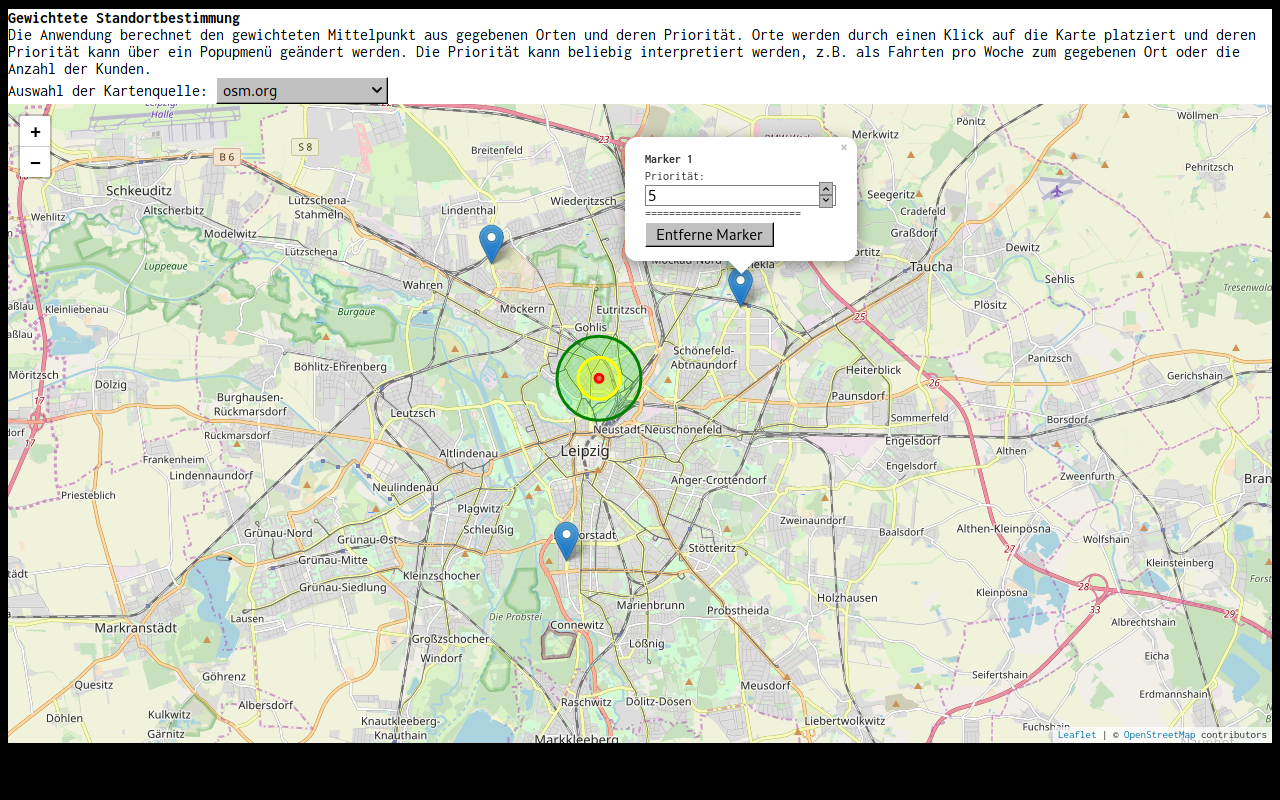 Gewichtete Standortbestimmung
Die Anwendung berechnet den gewichteten Mittelpunkt aus gegebenen Orten und deren Priorität. Orte werden durch einen Klick auf die Karte platziert und deren
Priorität kann über ein Popupmenü geändert werden. Die Priorität kann beliebig interpretiert werden, z.B. als Fahrten pro Woche zum gegebenen Ort oder die
Anzahl der Kunden.
Auswahl der Kartenquelle: osm.org
+
−
Halle
B 6
S 8
23
Breitenfeld
Merkwitz
Pönitz
Wöllmen
Pehritzsch
Marker 1
×
Priorität:
5
==========================
Entferne Marker
Schkeuditz
Altscherbitz
Wehlitz
Modelwitz
Lützschena-
Stahmeln
Lützschena
Lindenthal
Wiederitzsch
Seegeritz
Cradefeld
Graßdorf
Dewitz
Taucha
Sehlis
Plösitz
Tresenwald
Luppeaue
Wahren
Möckern
Eutritzsch
Gohlis
Mockau-Nord
Kleinliebenau
Burgaue
Böhlitz-Ehrenberg
Schönefeld-
Abtnaundorf
25
Panitzsch
Gerichshain
Möritzsch
Dölzig
17
Burghausen-
Rückmarsdorf
Leutzsch
Heiterblick
26
Paunsdorf
Sommerfeld
Borsdorf
17
Rückmarsdorf
Neustadt-Neuschönefeld
Engelsdorf
Althen
Leipzig
Altlindenau
Frankenheim
Lindennaundorf
Engelsdorf
Zweenfurth
Anger-Crottendorf
Priesteblich
Neulindenau
Plagwitz
Schleußig
Zweinaundorf
Baalsdorf
Althen-Kleinpösna
Wolfshain
Grünau-Nord
Grünau-Ost
Grünau-Mitte
Stötteritz
27
Kleinsteinberg
Kleinzschocher
Grünau-Siedlung
28
Kleinpösna
33
29
Holzhausen
Marienbrunn
Probstheida
Die Probstei
Lausen
Connewitz
Albrechtshain
Markranstädt
Großzschocher
Windorf
Lößnig
Eicha
Göhrenz
Quesitz
Meusdorf
Seifertshain
Erdmannshain
Albersdorf
Raschwitz
Dölitz-Dösen
Kulkwitz
Gärnitz
Döhlen
Knautkleeberg-
Knauthain
Liebertwolkwitz
Markkleeberg
Leaflet | © OpenStreetMap contributors